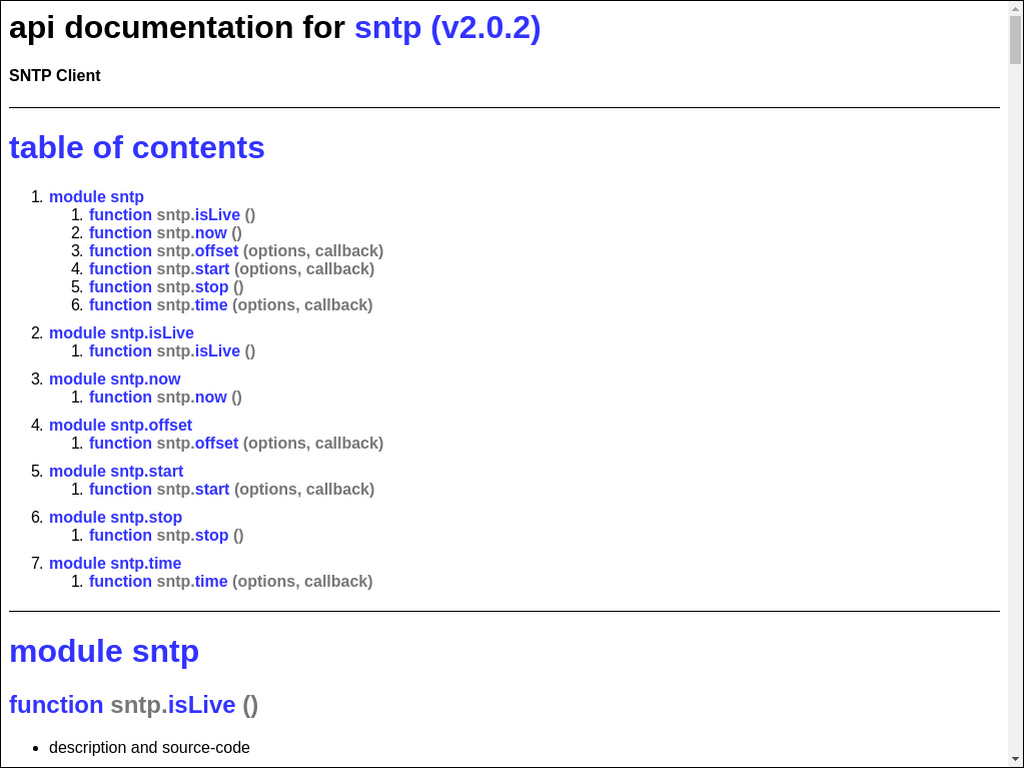 api documentation for sntp (v2.0.2)
SNTP Client
table of contents
1. module sntp
1. function sntp.isLive ()
2. function sntp.now ()
3. function sntp.offset (options, callback)
4. function sntp.start (options, callback)
5. function sntp.stop ()
6. function sntp.time (options, callback)
2. module sntp.isLive
1. function sntp.isLive ()
3. module sntp.now
1. function sntp.now ()
4. module sntp.offset
1. function sntp.offset (options, callback)
5. module sntp.start
1. function sntp.start (options, callback)
6. module sntp.stop
1. function sntp.stop ()
7. module sntp.time
1. function sntp.time (options, callback)
module sntp
function sntp.isLive ()
• description and source-code